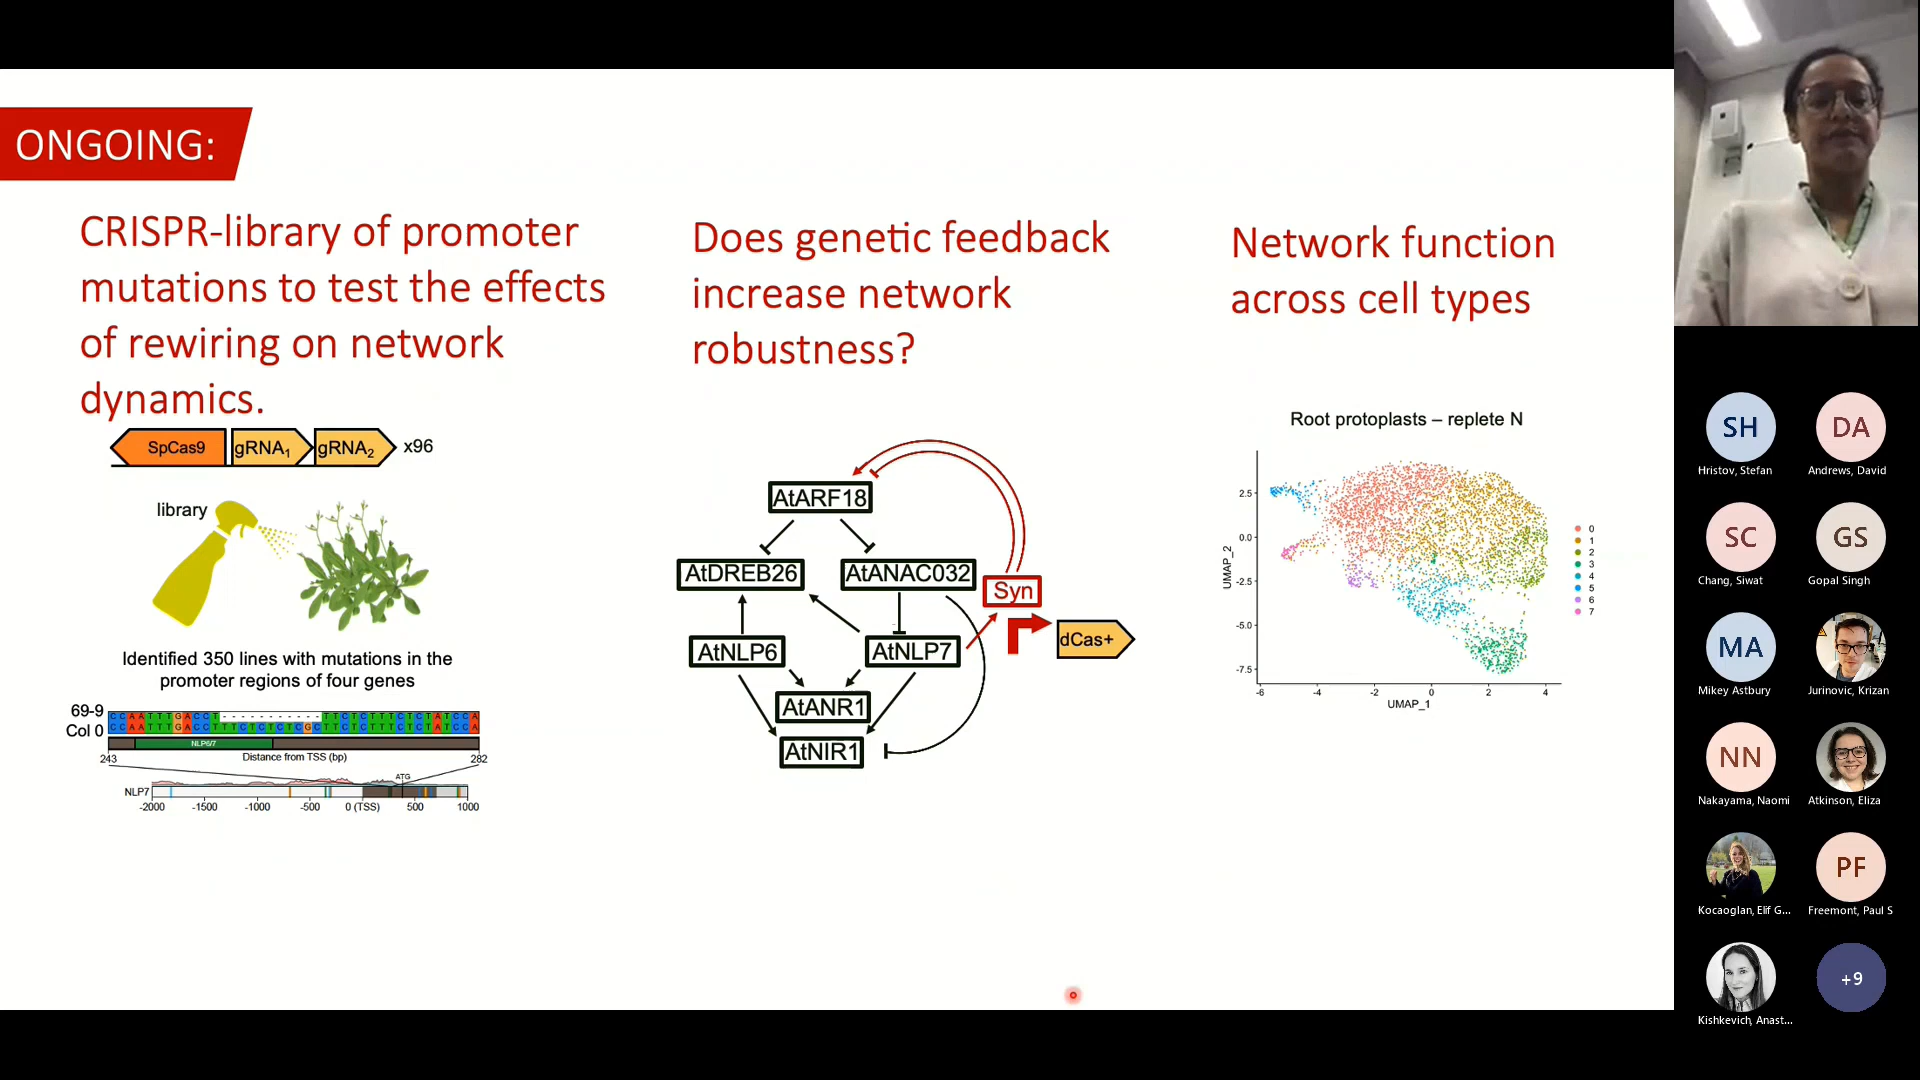 ONGOING:
CRISPR-library of promoter
mutations to test the effects
of rewiring on network
dynamics.
SpCas9 gRNA1 gRNA2 x96
library
Identified 350 lines with mutations in the
promoter regions of four genes
69-9 CCAATTTGACCT-----------TTCTCTTTCTCTATCCA
Col 0
NLP6/7
243 Distance from TSS (bp) 282
ATG
NLP7
-2000 -1500 -1000 -500 0 (TSS) 500 1000
Does genetic feedback
increase network
robustness?
AtARF18
AtDREB26 AtANAC032
Syn
dCas+
AtNLP6 AtNLP7
AtANR1
AtNIR1
Network function
across cell types
Root protoplasts – replete N
UMAP_2
2.5
0.0
-2.5
-5.0
-7.5
-6 -4 -2 0 2 4
UMAP_1
0
1
2
3
4
5
6
7
SH DA
Hristov, Stefan Andrews, David
SC GS
Chang, Siwat Gopal Singh
MA
Mikey Astbury Jurinovic, Krizan
NN
Nakayama, Naomi Atkinson, Eliza
PF
Kocaoglan, Elif G... Freemont, Paul S
+9
Kishkevich, Anast...